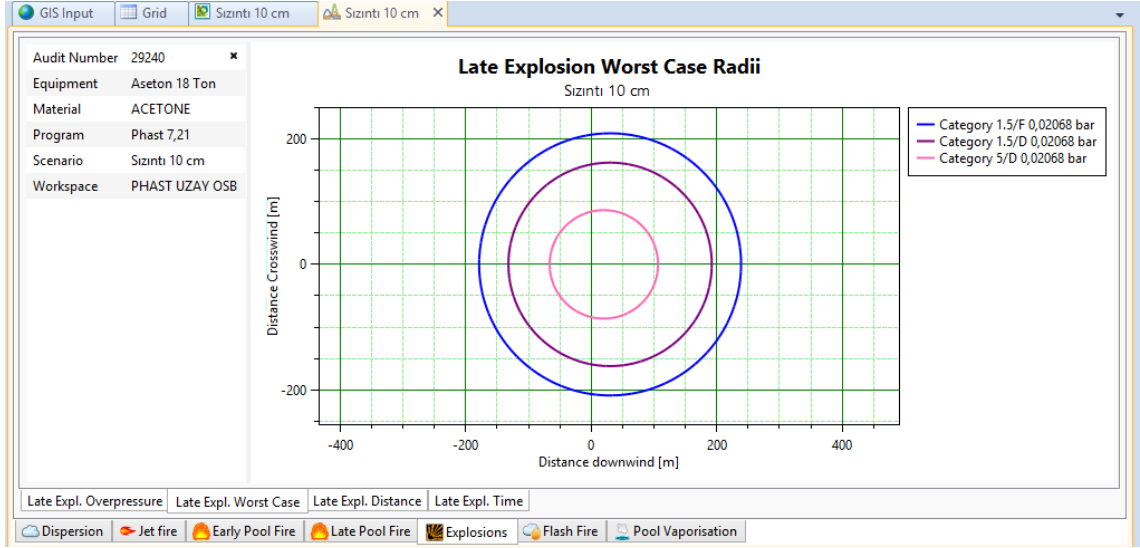 GIS Input Grid Sızıntı 10 cm Sızıntı 10 cm
Audit Number 29240
Equipment Aseton 18 Ton
Material ACETONE
Program Phast 7,21
Scenario Sızıntı 10 cm
Workspace PHAST UZAY OSB
Late Explosion Worst Case Radii
Sızıntı 10 cm
Category 1.5/F 0,02068 bar
Category 1.5/D 0,02068 bar
Category 5/D 0,02068 bar
Distance Crosswind [m]
200
0
-200
-400 -200 0 200 400
Distance downwind [m]
Late Expl. Overpressure Late Expl. Worst Case Late Expl. Distance Late Expl. Time
Dispersion Jet fire Early Pool Fire Late Pool Fire Explosions Flash Fire Pool Vaporisation